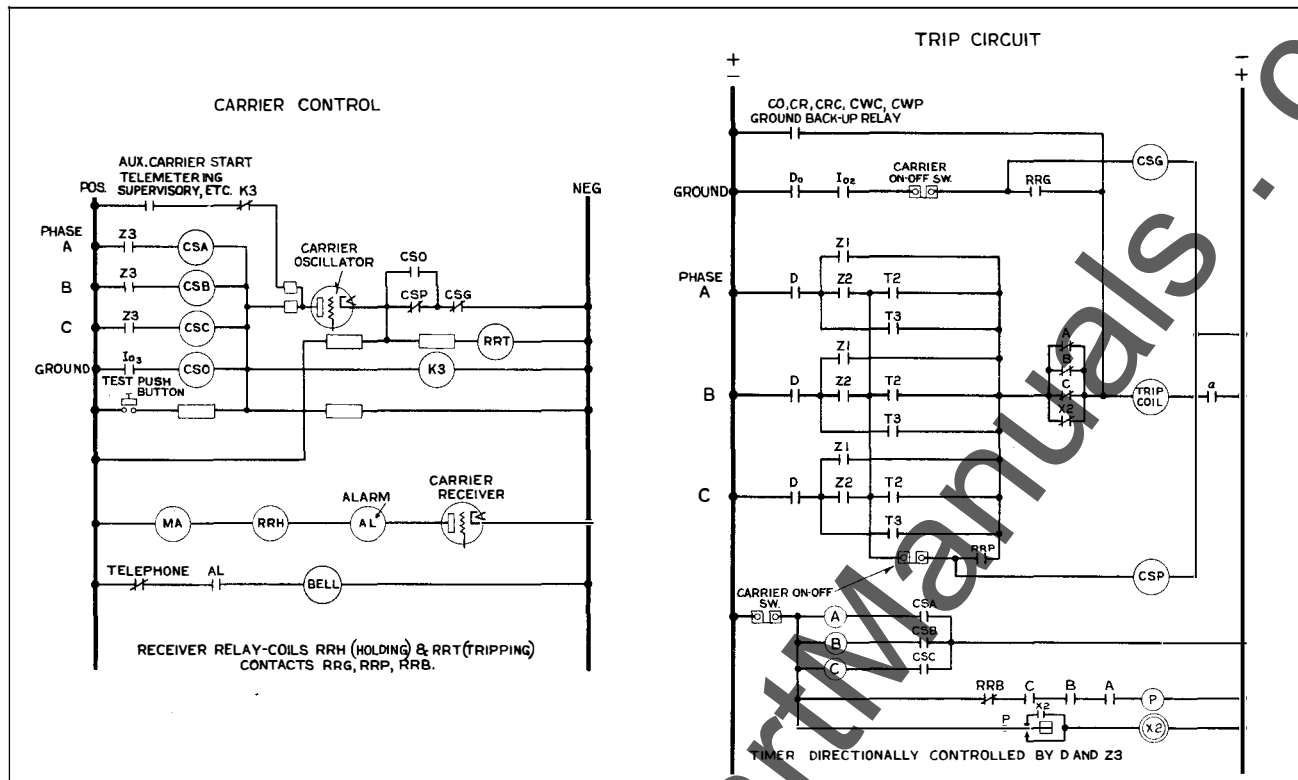 CARRIER CONTROL
AUX. CARRIER START
TELEMETERING
SUPERVISORY, ETC. K3
POS.
NEG
PHASE
A
Z3
CSA
CARRIER
OSCILLATOR
CSO
B
Z3
CSB
CSP
CSG
C
Z3
CSC
RRT
GROUND
I03
CSO
K3
TEST PUSH
BUTTON
CARRIER
RECEIVER
ALARM
MA
RRH
AL
TELEPHONE
AL
BELL
RECEIVER RELAY-COILS RRH (HOLDING) & RRT (TRIPPING)
CONTACTS RRG, RRP, RRB.
TRIP CIRCUIT
+
-
-
+
CO, CR, CRC, CWC, CWP
GROUND BACK-UP RELAY
CSG
GROUND
D0
I02
CARRIER
ON-OFF SW.
RRG
PHASE
A
D
Z1
Z2
T2
T3
B
D
Z1
Z2
T2
T3
A
B
C
X2
TRIP
COIL
a
C
D
Z1
Z2
T2
T3
RRP
CSP
CARRIER ON-OFF
SW.
A
CSA
B
CSB
C
CSC
RRB
C
B
A
P
P
X2
X2
TIMER DIRECTIONALLY CONTROLLED BY D AND Z3